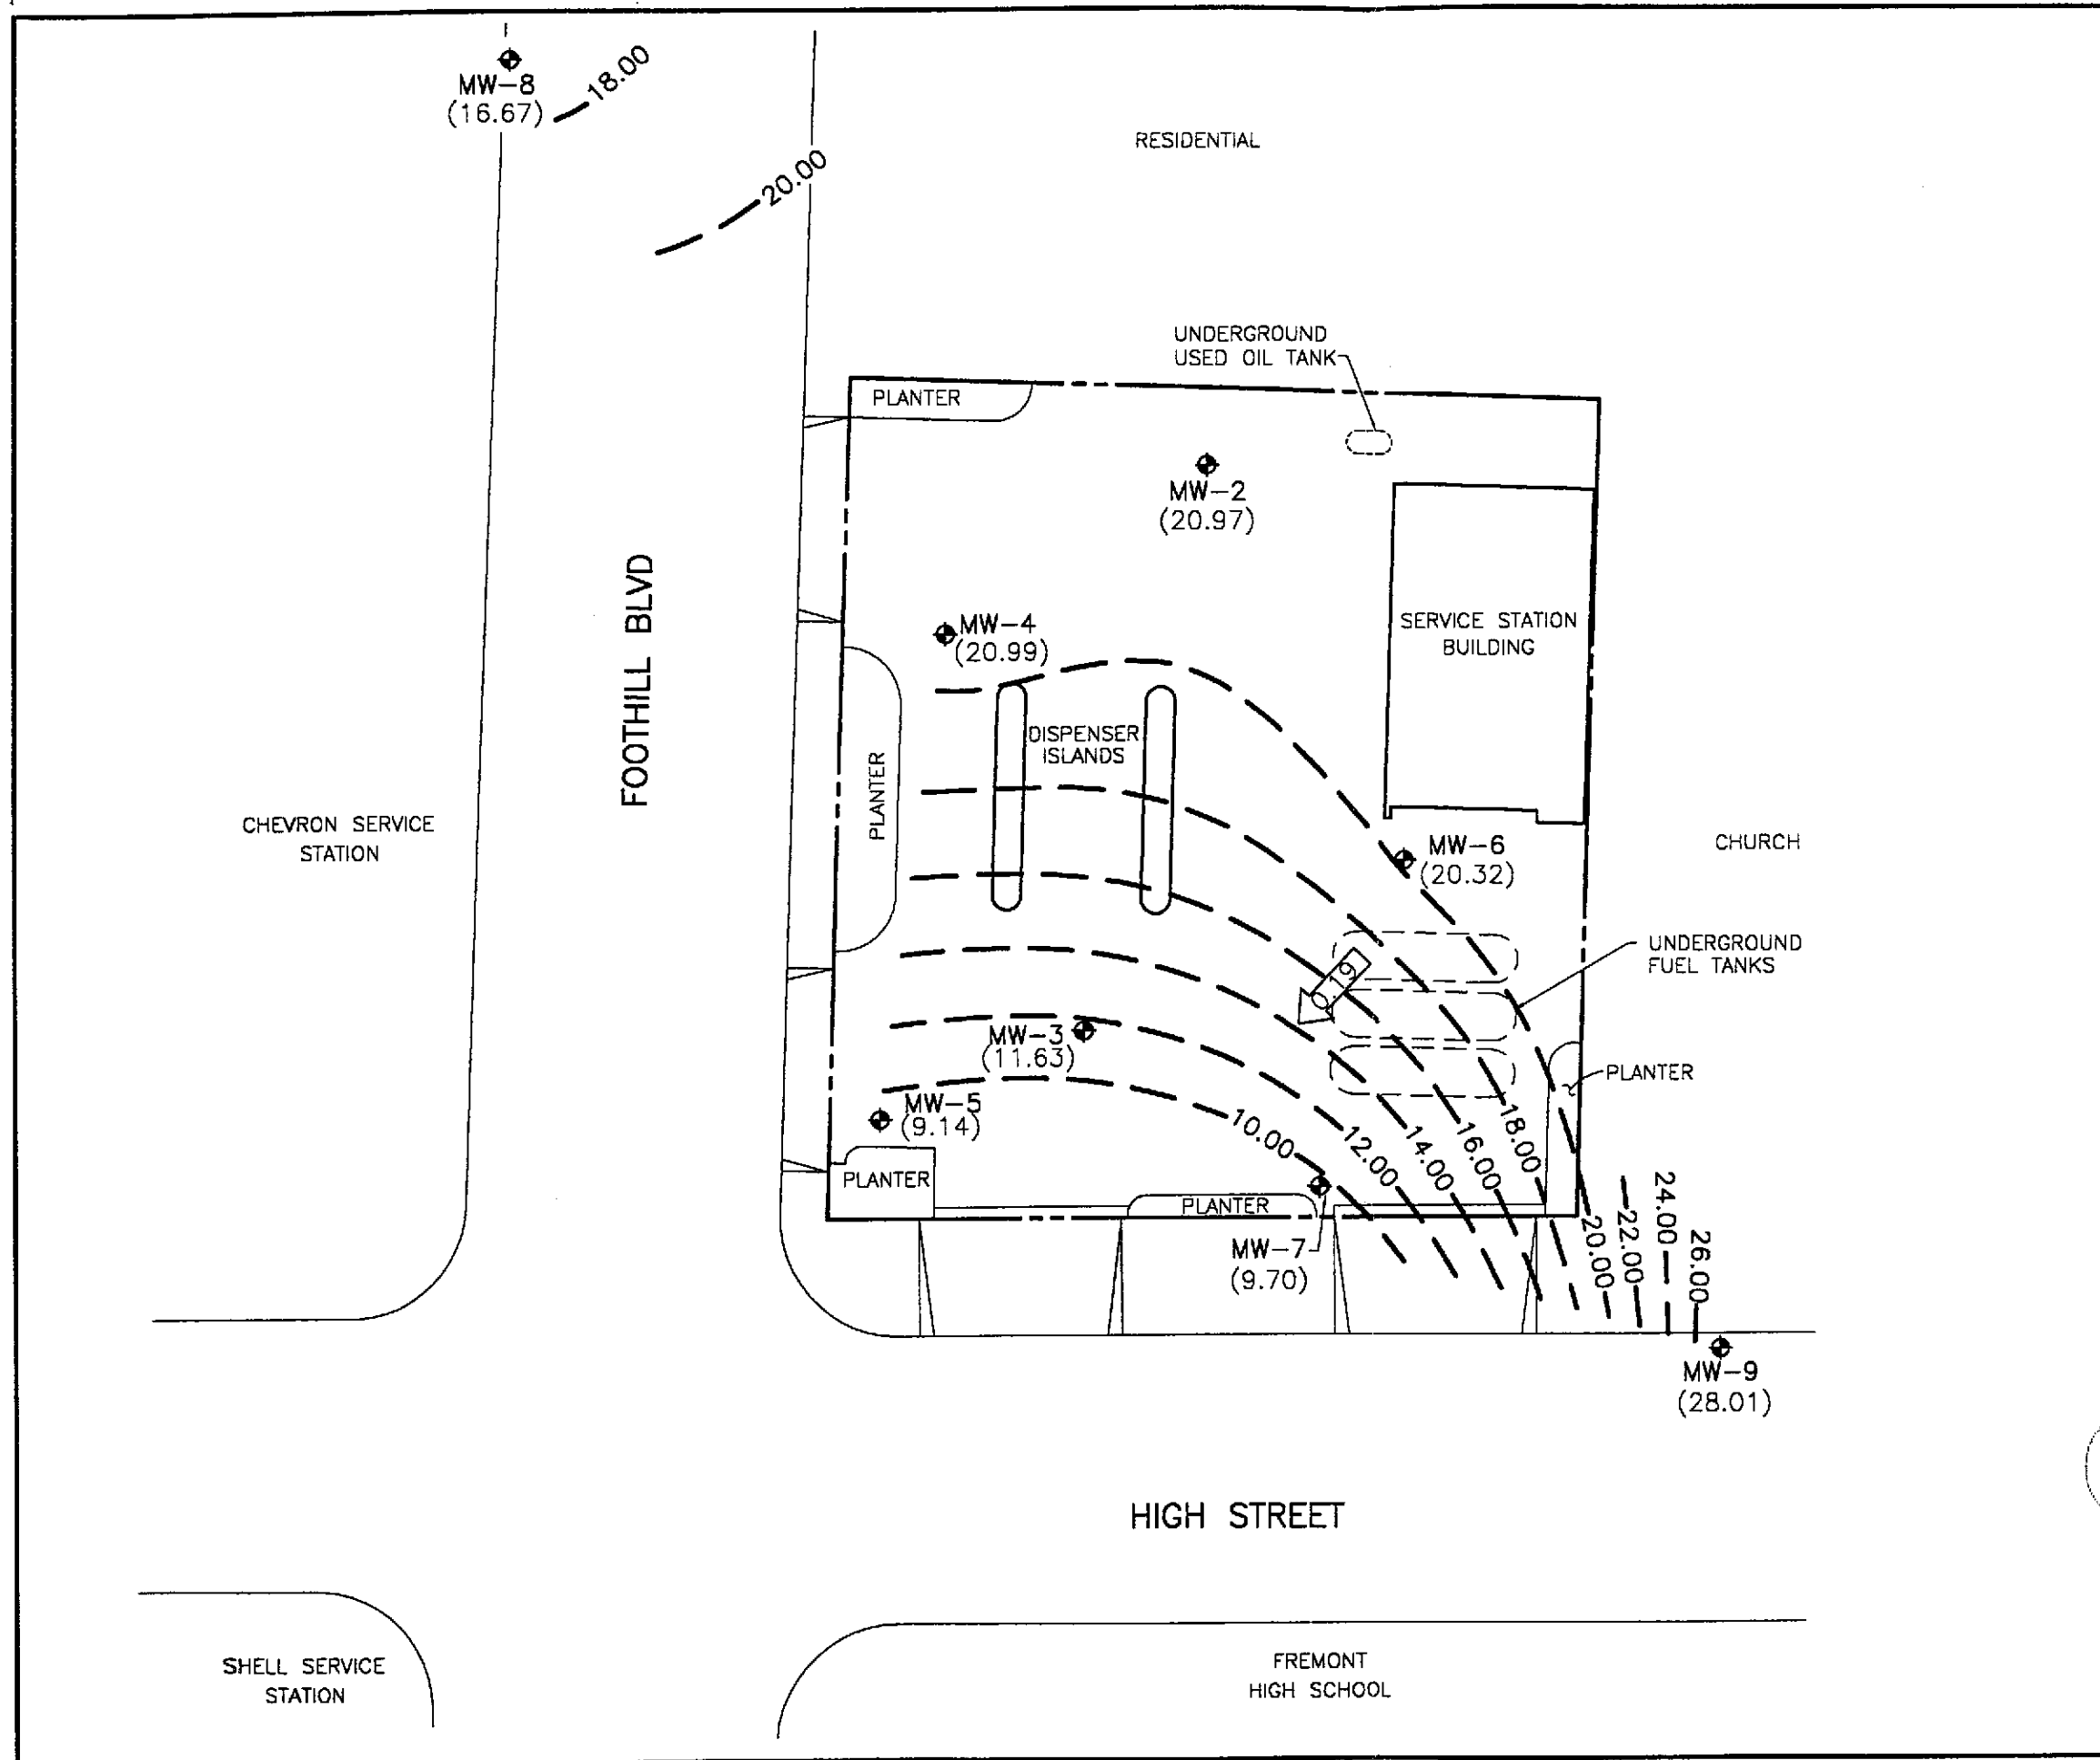 MW-8
(16.67)
18.00
20.00
RESIDENTIAL
UNDERGROUND
USED OIL TANK
PLANTER
MW-2
(20.97)
FOOTHILL BLVD
MW-4
(20.99)
SERVICE STATION
BUILDING
DISPENSER
ISLANDS
PLANTER
CHEVRON SERVICE
STATION
MW-6
(20.32)
CHURCH
UNDERGROUND
FUEL TANKS
0.19
MW-3
(11.63)
PLANTER
MW-5
(9.14)
10.00
12.00
14.00
16.00
18.00
20.00
22.00
24.00
26.00
PLANTER
PLANTER
MW-7
(9.70)
MW-9
(28.01)
HIGH STREET
SHELL SERVICE
STATION
FREMONT
HIGH SCHOOL